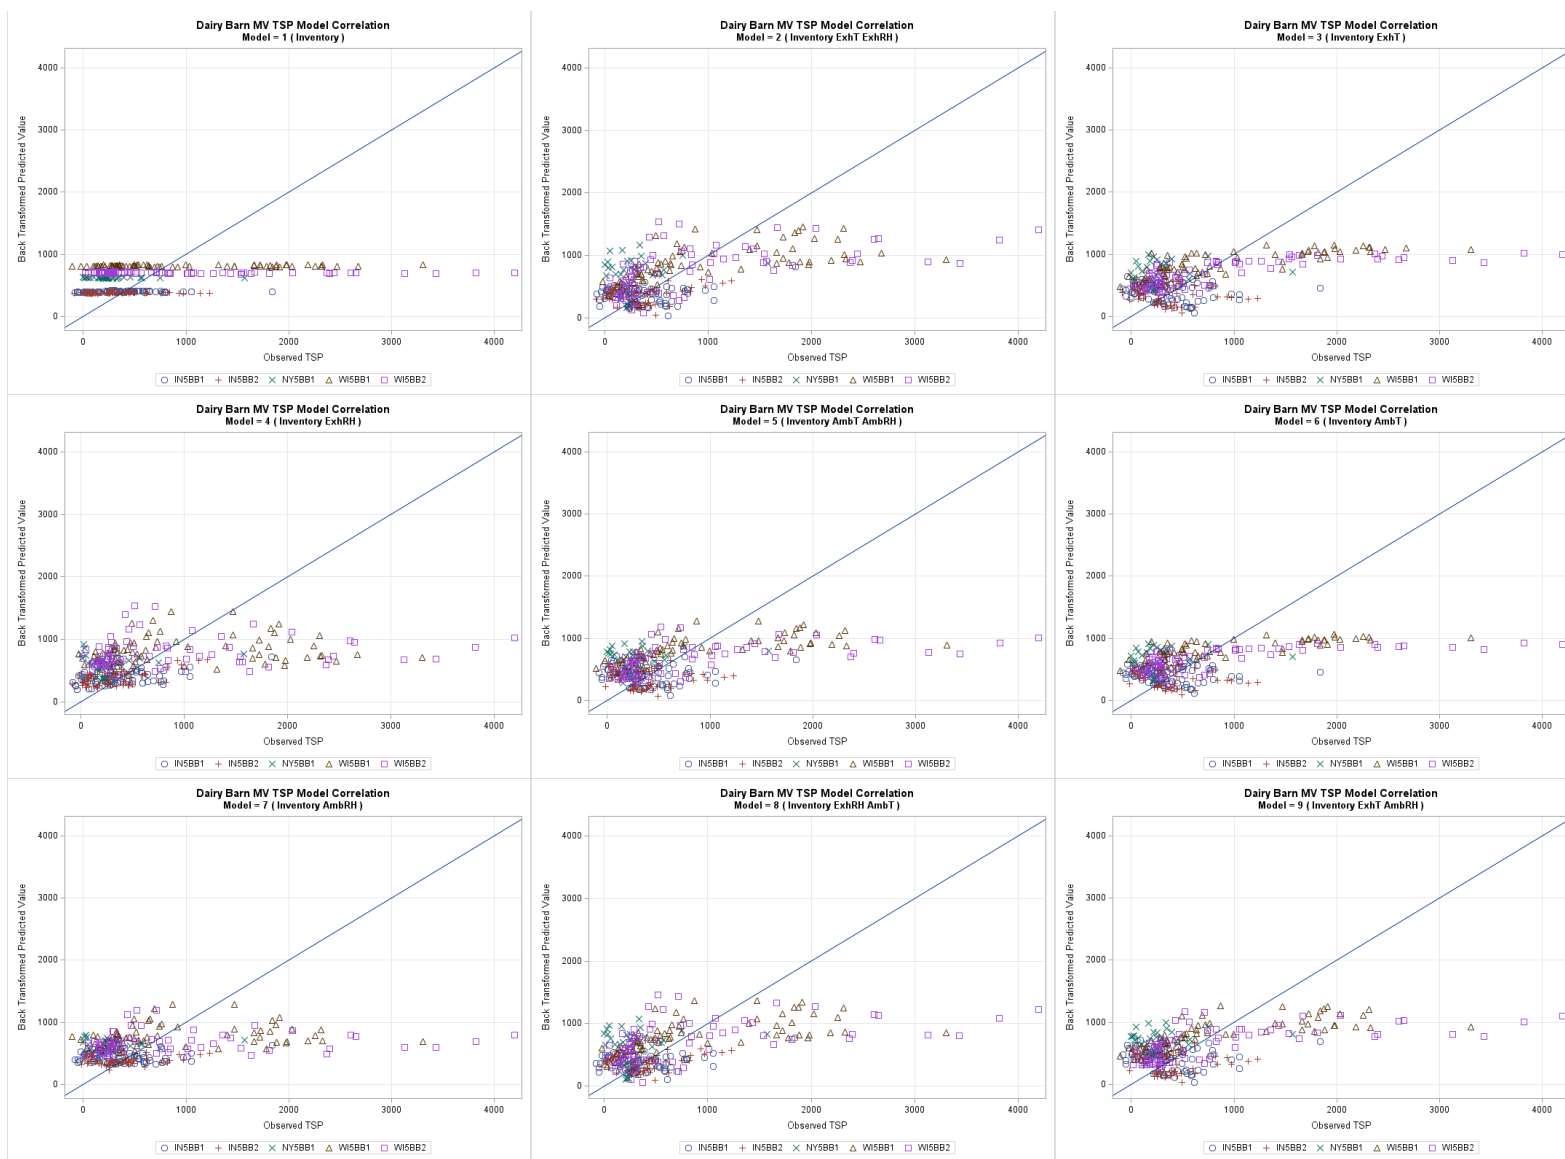 Dairy Barn MV TSP Model Correlation
Model = 1 ( Inventory )
Back Transformed Predicted Value
4000
3000
2000
1000
0
0 1000 2000 3000 4000
Observed TSP
IN5BB1 IN5BB2 NY5BB1 WI5BB1 WI5BB2
Dairy Barn MV TSP Model Correlation
Model = 2 ( Inventory ExhT ExhRH )
Back Transformed Predicted Value
4000
3000
2000
1000
0
0 1000 2000 3000 4000
Observed TSP
IN5BB1 IN5BB2 NY5BB1 WI5BB1 WI5BB2
Dairy Barn MV TSP Model Correlation
Model = 3 ( Inventory ExhT )
Back Transformed Predicted Value
4000
3000
2000
1000
0
0 1000 2000 3000 4000
Observed TSP
IN5BB1 IN5BB2 NY5BB1 WI5BB1 WI5BB2
Dairy Barn MV TSP Model Correlation
Model = 4 ( Inventory ExhRH )
Back Transformed Predicted Value
4000
3000
2000
1000
0
0 1000 2000 3000 4000
Observed TSP
IN5BB1 IN5BB2 NY5BB1 WI5BB1 WI5BB2
Dairy Barn MV TSP Model Correlation
Model = 5 ( Inventory AmbT AmbRH )
Back Transformed Predicted Value
4000
3000
2000
1000
0
0 1000 2000 3000 4000
Observed TSP
IN5BB1 IN5BB2 NY5BB1 WI5BB1 WI5BB2
Dairy Barn MV TSP Model Correlation
Model = 6 ( Inventory AmbT )
Back Transformed Predicted Value
4000
3000
2000
1000
0
0 1000 2000 3000 4000
Observed TSP
IN5BB1 IN5BB2 NY5BB1 WI5BB1 WI5BB2
Dairy Barn MV TSP Model Correlation
Model = 7 ( Inventory AmbRH )
Back Transformed Predicted Value
4000
3000
2000
1000
0
0 1000 2000 3000 4000
Observed TSP
IN5BB1 IN5BB2 NY5BB1 WI5BB1 WI5BB2
Dairy Barn MV TSP Model Correlation
Model = 8 ( Inventory ExhRH AmbT )
Back Transformed Predicted Value
4000
3000
2000
1000
0
0 1000 2000 3000 4000
Observed TSP
IN5BB1 IN5BB2 NY5BB1 WI5BB1 WI5BB2
Dairy Barn MV TSP Model Correlation
Model = 9 ( Inventory ExhT AmbRH )
Back Transformed Predicted Value
4000
3000
2000
1000
0
0 1000 2000 3000 4000
Observed TSP
IN5BB1 IN5BB2 NY5BB1 WI5BB1 WI5BB2